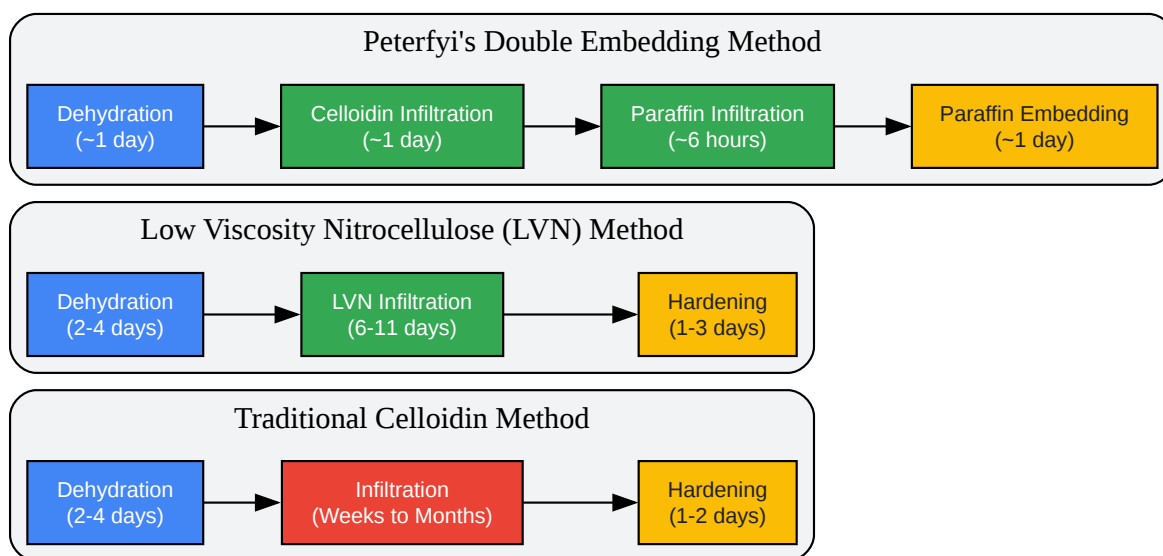 Peterfyi's Double Embedding Method
Dehydration
(~1 day)
Celloidin Infiltration
(~1 day)
Paraffin Infiltration
(~6 hours)
Paraffin Embedding
(~1 day)
Low Viscosity Nitrocellulose (LVN) Method
Dehydration
(2-4 days)
LVN Infiltration
(6-11 days)
Hardening
(1-3 days)
Traditional Celloidin Method
Dehydration
(2-4 days)
Infiltration
(Weeks to Months)
Hardening
(1-2 days)